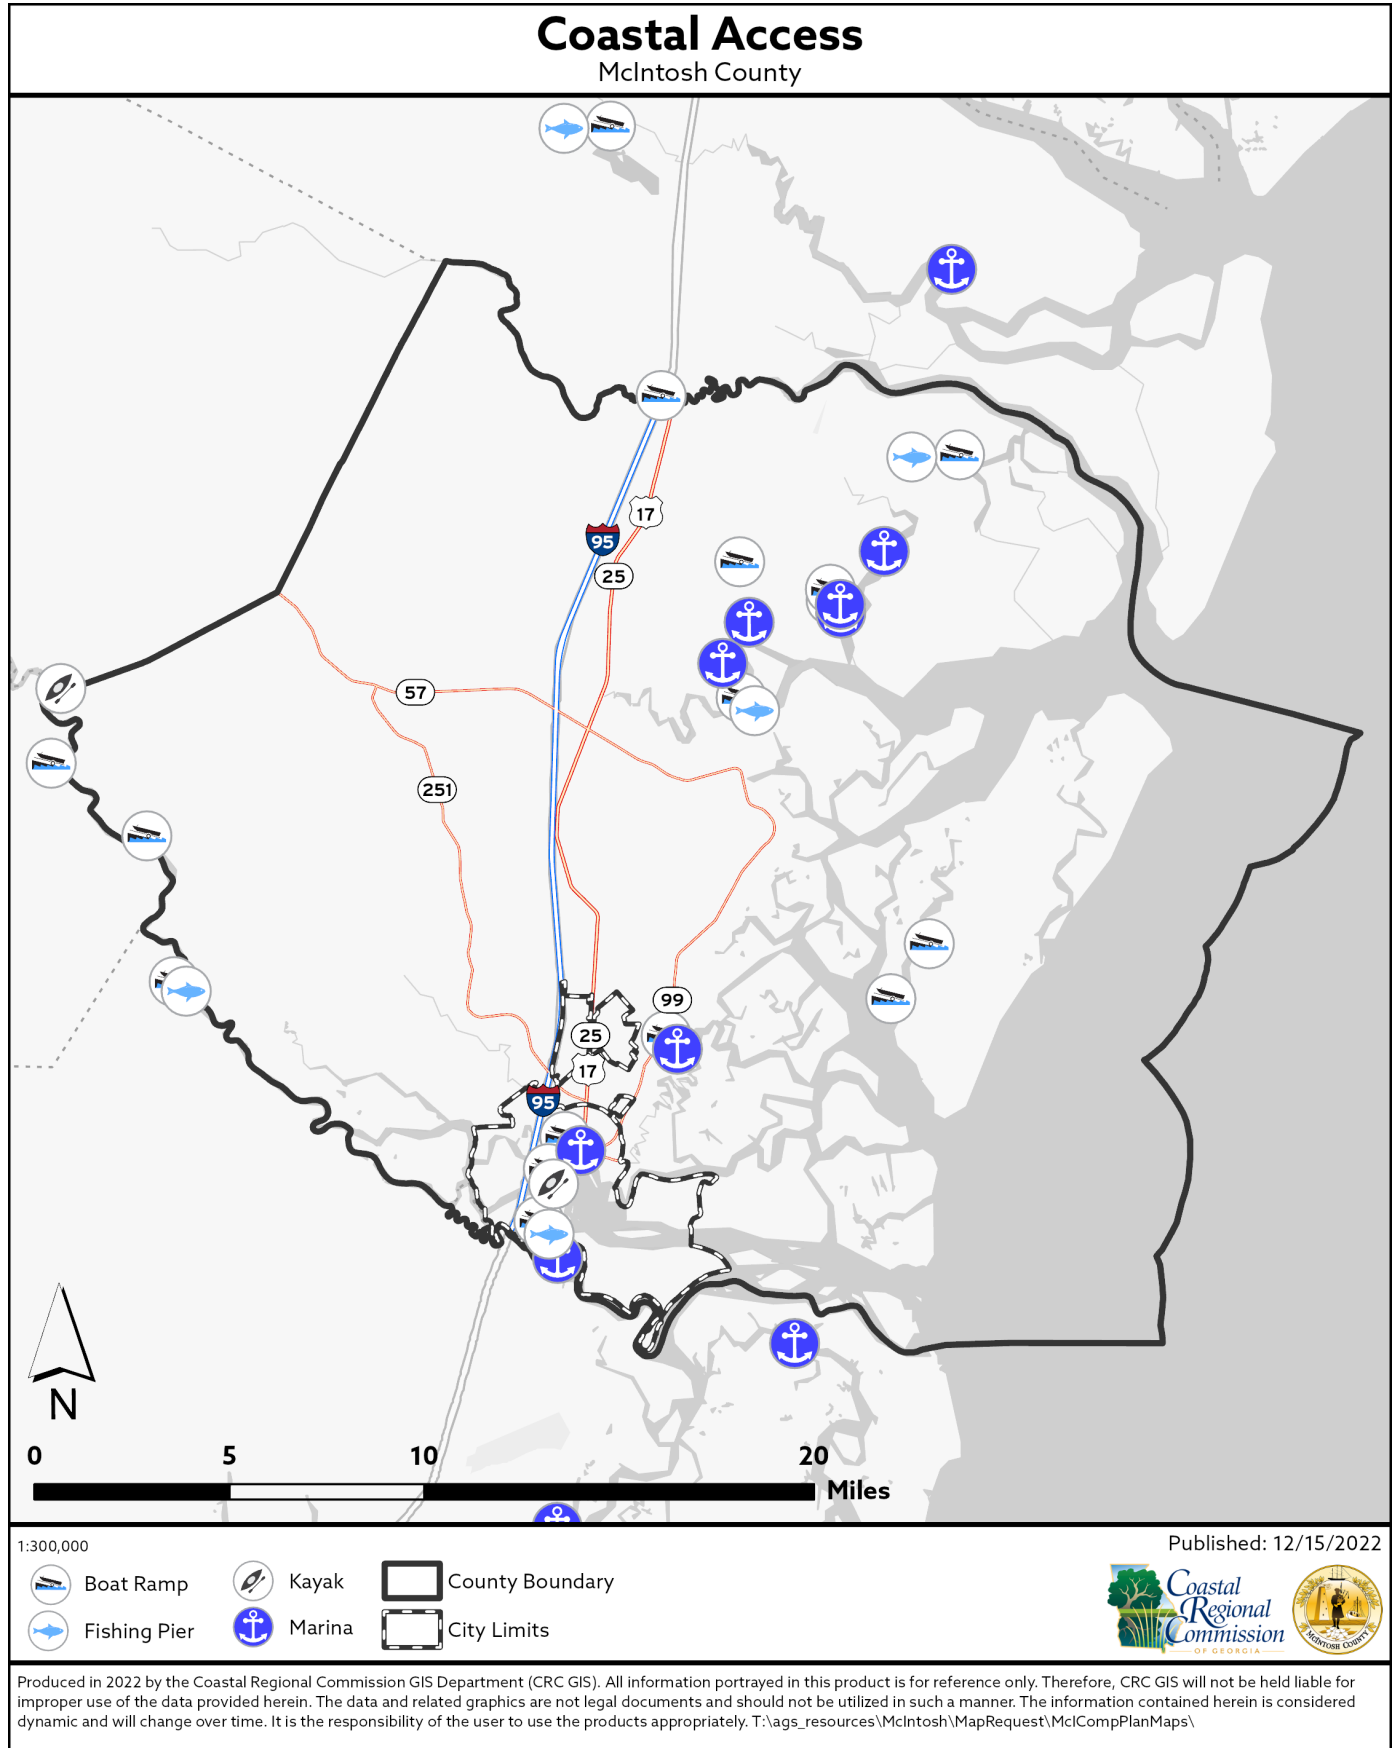 Coastal Access
McIntosh County
17
95
25
57
251
99
25
17
95
N
0 5 10 20
Miles
1:300,000
Published: 12/15/2022
Boat Ramp
Kayak
County Boundary
Fishing Pier
Marina
City Limits
Coastal
Regional
Commission
OF GEORGIA
McINTOSH COUNTY
Produced in 2022 by the Coastal Regional Commission GIS Department (CRC GIS). All information portrayed in this product is for reference only. Therefore, CRC GIS will not be held liable for
improper use of the data provided herein. The data and related graphics are not legal documents and should not be utilized in such a manner. The information contained herein is considered
dynamic and will change over time. It is the responsibility of the user to use the products appropriately. T:\ags_resources\McIntosh\MapRequest\McICompPlanMaps\